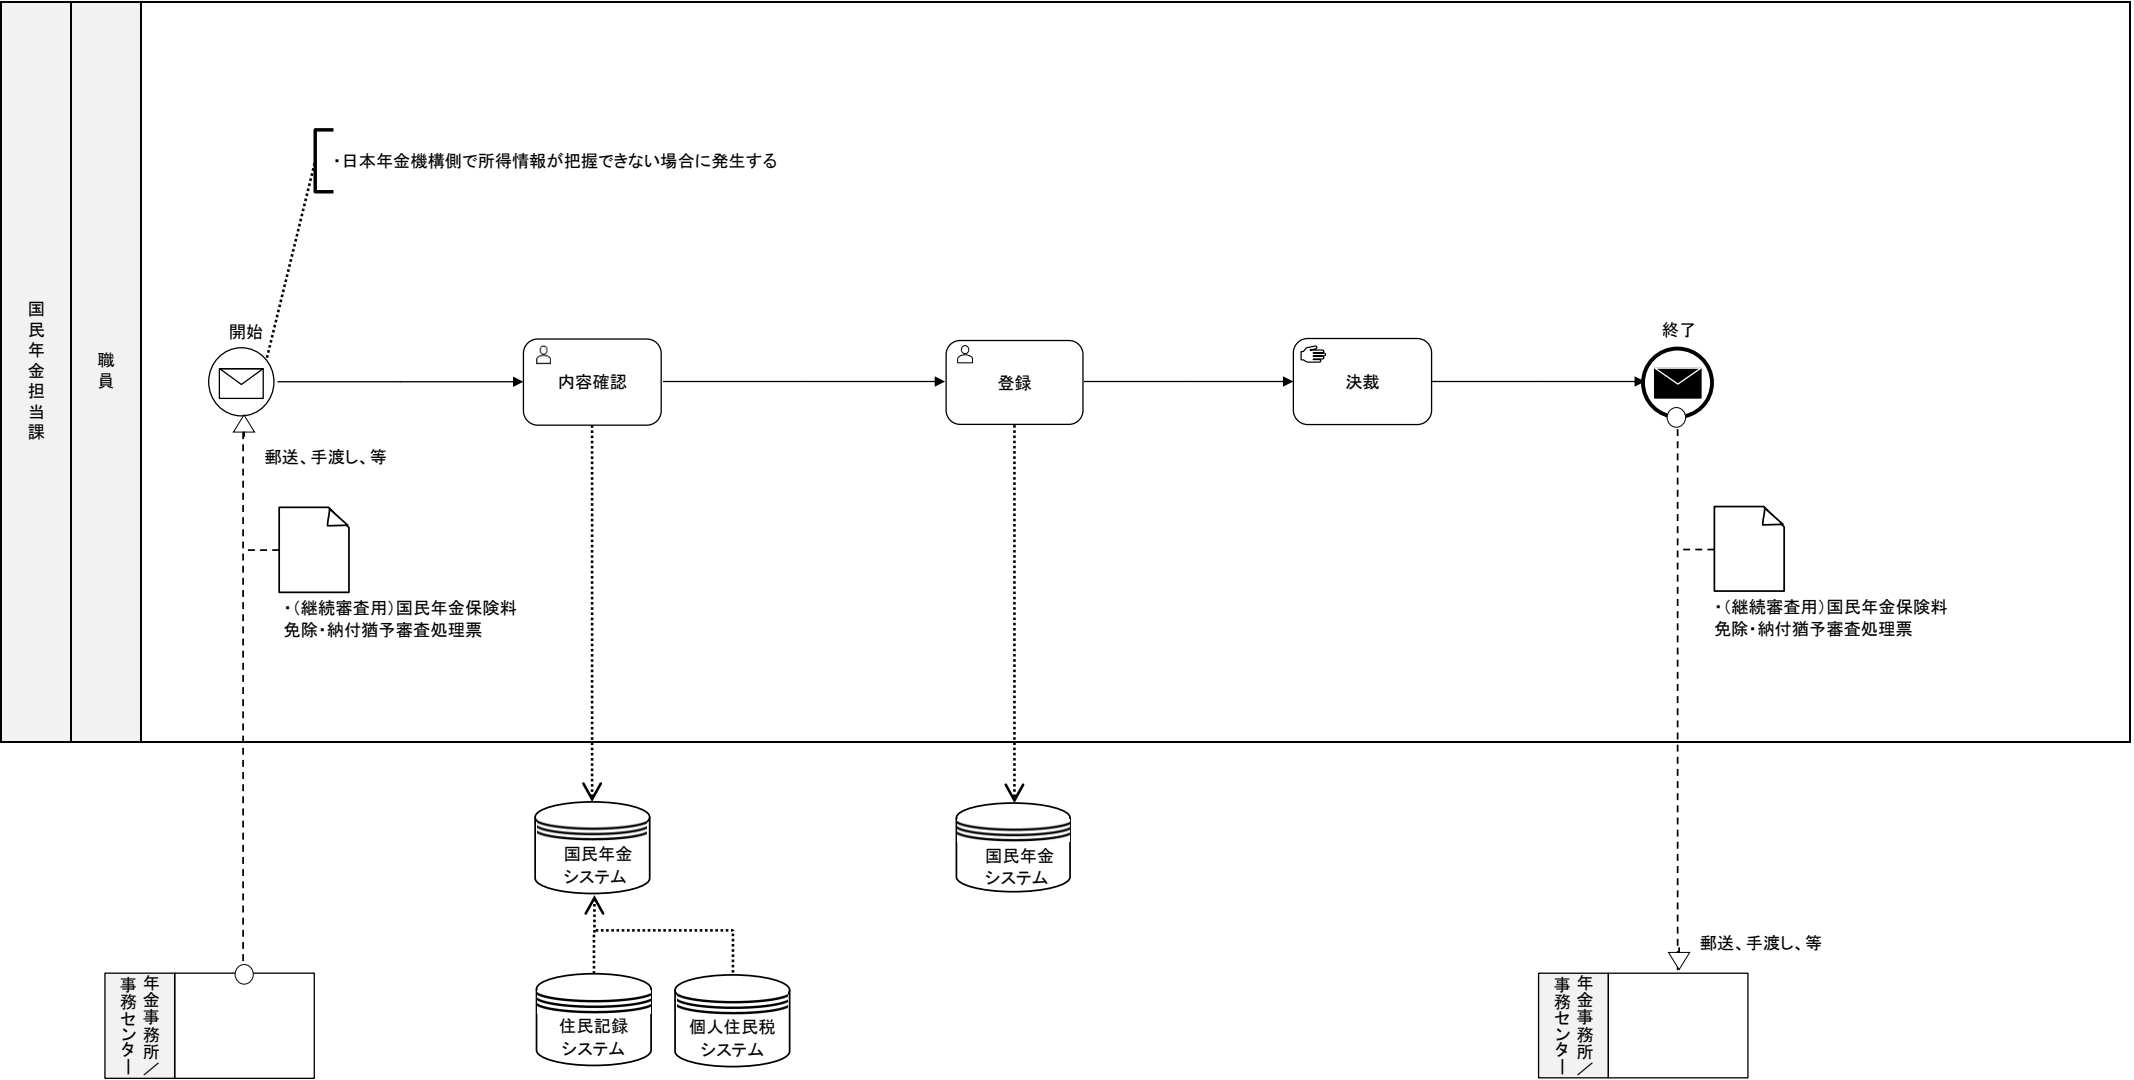 国民年金担当課
職員
・日本年金機構側で所得情報が把握できない場合に発生する
開始
内容確認
登録
決裁
終了
郵送、手渡し、等
・（継続審査用）国民年金保険料
免除・納付猶予審査処理票
・（継続審査用）国民年金保険料
免除・納付猶予審査処理票
国民年金
システム
国民年金
システム
住民記録
システム
個人住民税
システム
郵送、手渡し、等
年金事務所／
事務センター
年金事務所／
事務センター